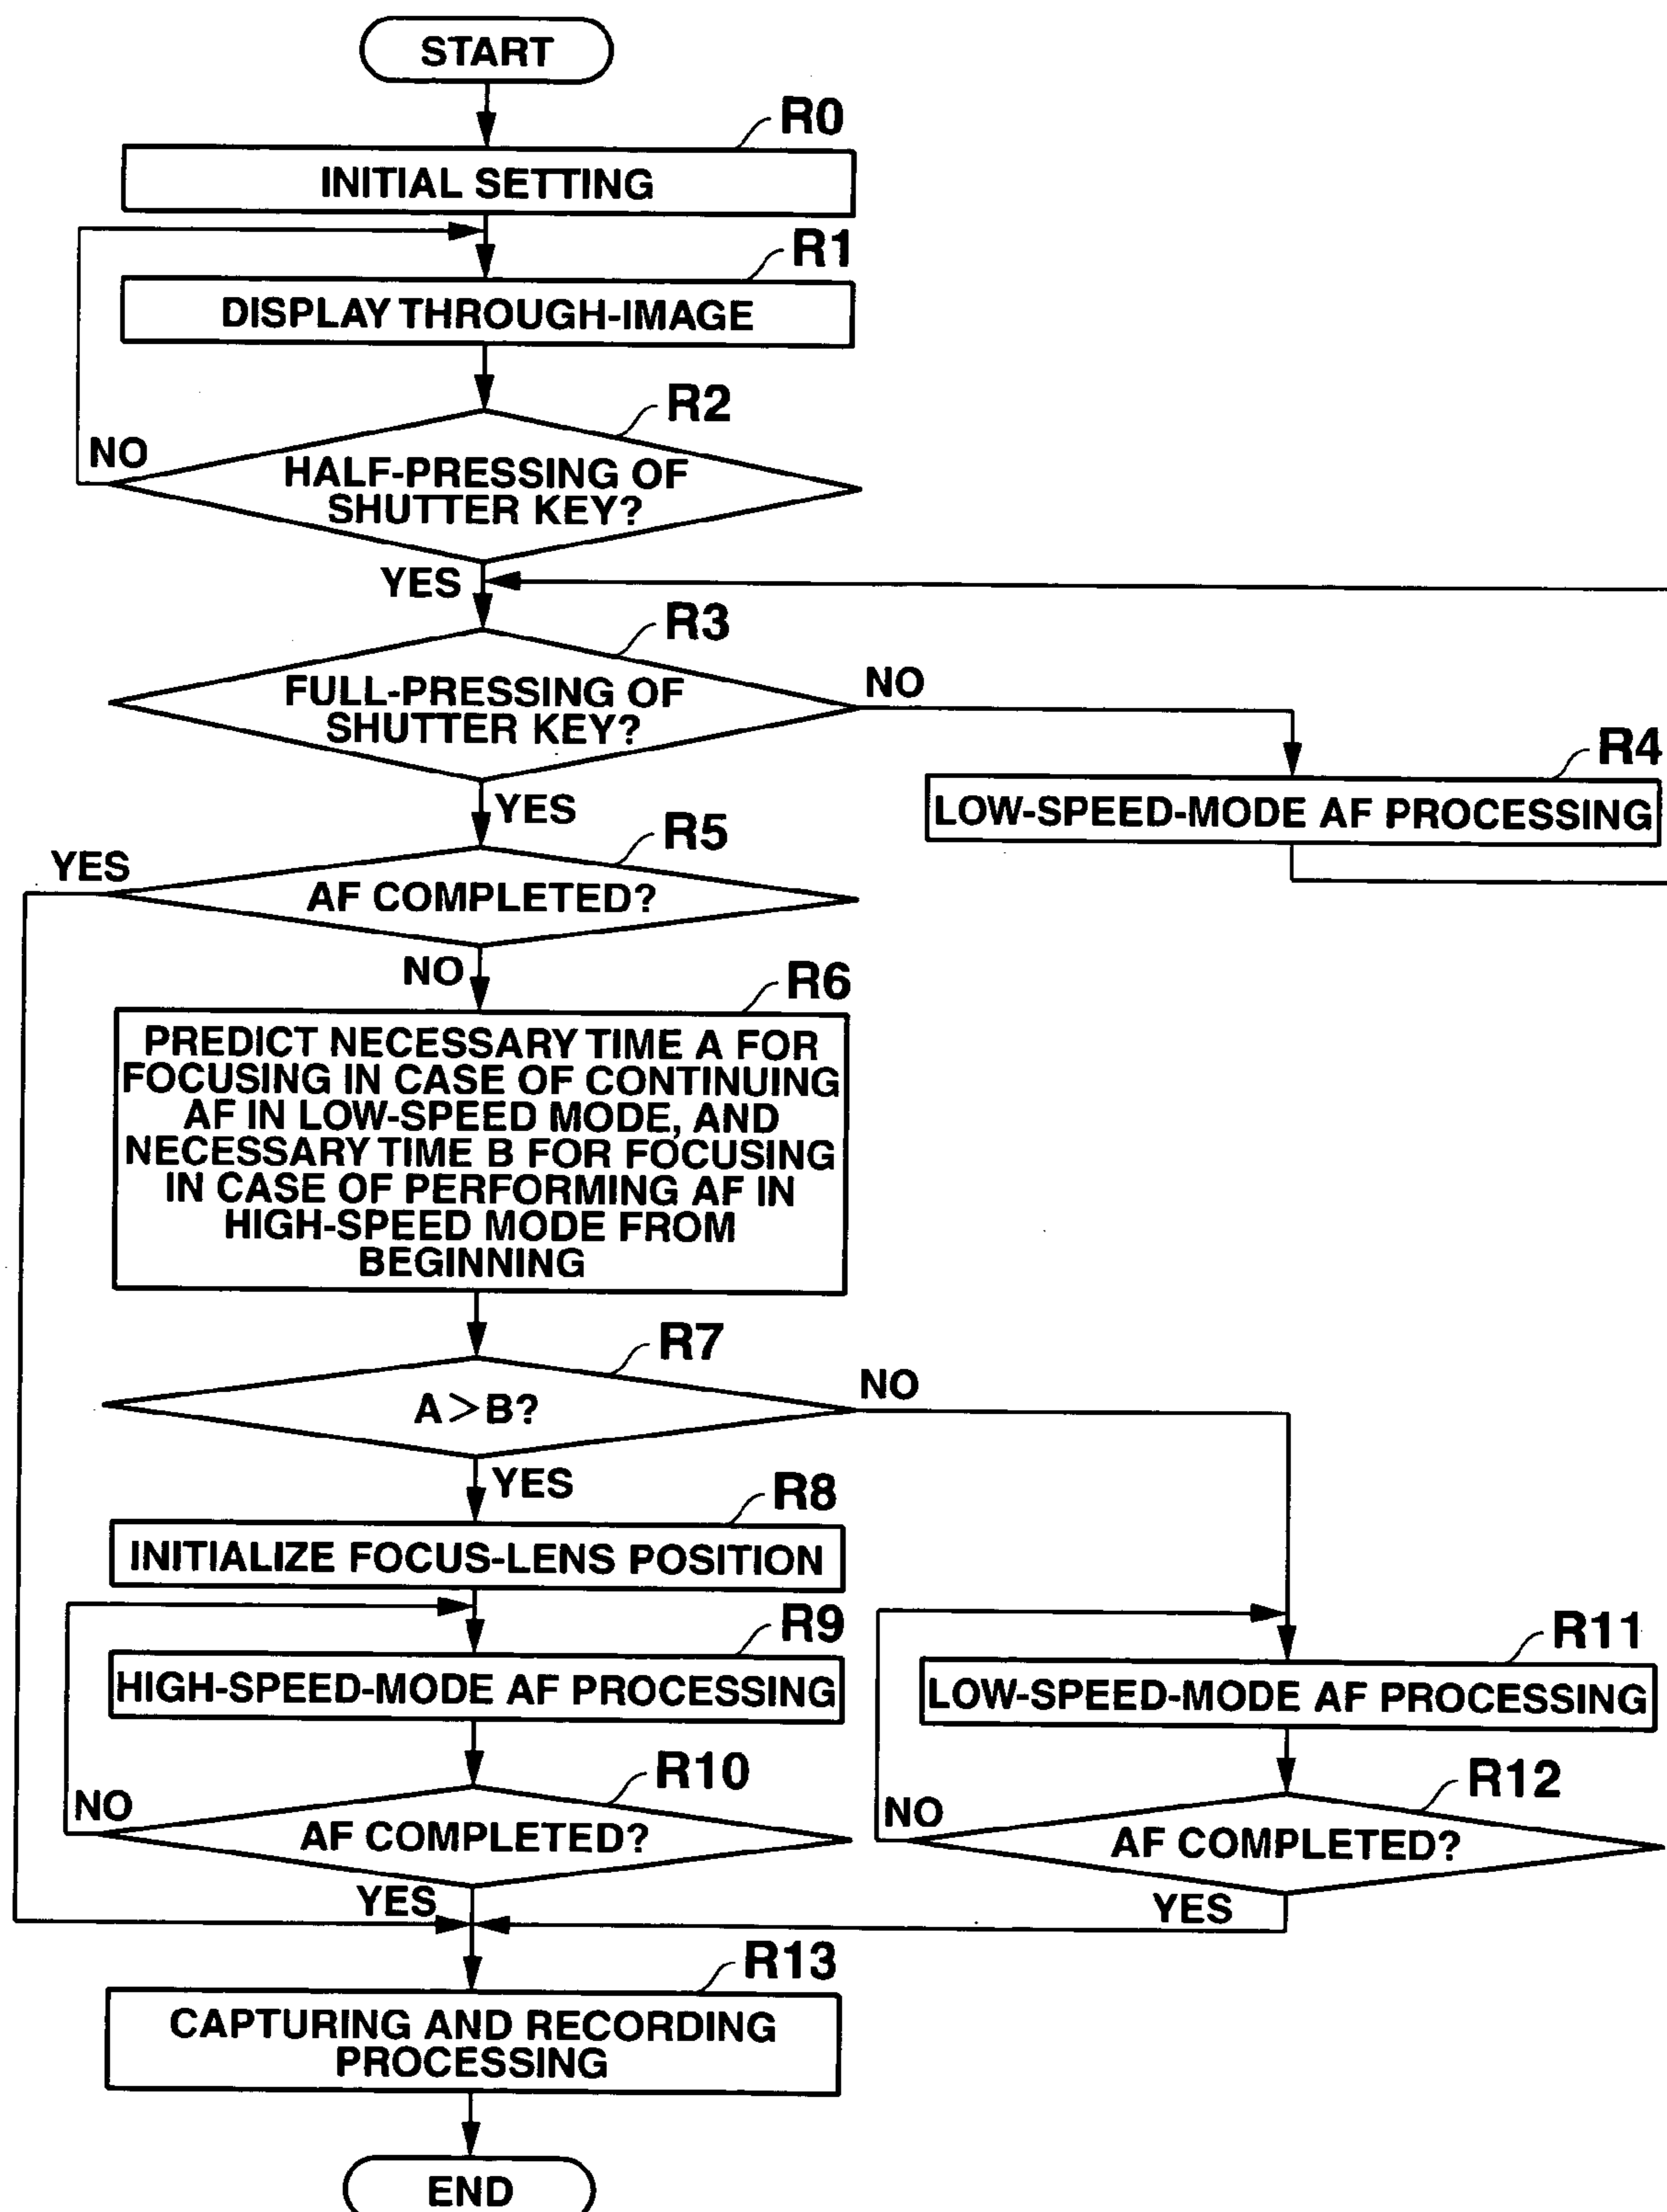 START
R0
INITIAL SETTING
R1
DISPLAY THROUGH-IMAGE
R2
NO
HALF-PRESSING OF
SHUTTER KEY?
YES
R3
FULL-PRESSING OF
SHUTTER KEY?
NO
R4
LOW-SPEED-MODE AF PROCESSING
YES
R5
YES
AF COMPLETED?
NO
R6
PREDICT NECESSARY TIME A FOR
FOCUSING IN CASE OF CONTINUING
AF IN LOW-SPEED MODE, AND
NECESSARY TIME B FOR FOCUSING
IN CASE OF PERFORMING AF IN
HIGH-SPEED MODE FROM
BEGINNING
R7
A>B?
NO
YES
R8
INITIALIZE FOCUS-LENS POSITION
R9
HIGH-SPEED-MODE AF PROCESSING
R10
NO
AF COMPLETED?
YES
R11
LOW-SPEED-MODE AF PROCESSING
R12
NO
AF COMPLETED?
YES
R13
CAPTURING AND RECORDING
PROCESSING
END